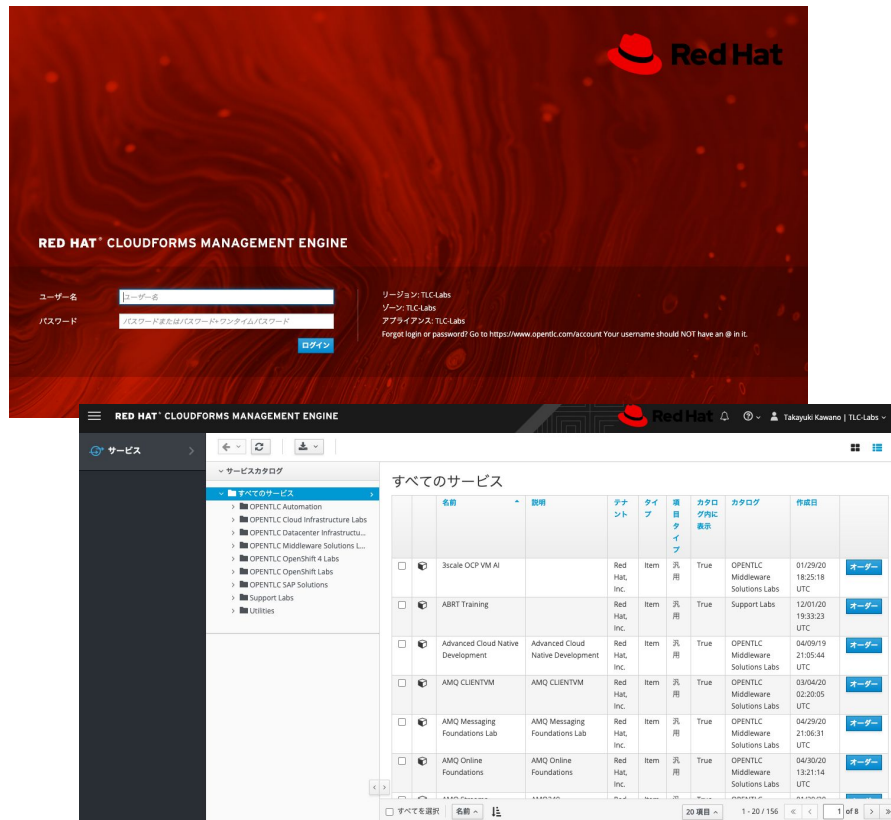 Red Hat
RED HAT® CLOUDFORMS MANAGEMENT ENGINE
ユーザー名
ユーザー名
パスワード
パスワードまたはパスワード+ワンタイムパスワード
ログイン
リージョン: TLC-Labs
ゾーン: TLC-Labs
アプライアンス: TLC-Labs
Forgot login or password? Go to https://www.opentlc.com/account Your username should NOT have an @ in it.
RED HAT® CLOUDFORMS MANAGEMENT ENGINE
Red Hat
Takayuki Kawano | TLC-Labs
サービス
サービスカタログ
すべてのサービス
OPENTLC Automation
OPENTLC Cloud Infrastructure Labs
OPENTLC Datacenter Infrastructu...
OPENTLC Middleware Solutions L...
OPENTLC OpenShift 4 Labs
OPENTLC OpenShift Labs
OPENTLC SAP Solutions
Support Labs
Utilities
すべてのサービス
名前 説明 テナント タイプ 項目タイプ カタログ内に表示 カタログ 作成日
3scale OCP VM AI Red Hat, Inc. Item 汎用 True OPENTLC Middleware Solutions Labs 01/29/20 18:25:18 UTC オーダー
ABRT Training Red Hat, Inc. Item 汎用 True Support Labs 12/01/20 19:33:23 UTC オーダー
Advanced Cloud Native Development Advanced Cloud Native Development Red Hat, Inc. Item 汎用 True OPENTLC Middleware Solutions Labs 04/09/19 21:05:44 UTC オーダー
AMQ CLIENTVM AMQ CLIENTVM Red Hat, Inc. Item 汎用 True OPENTLC Middleware Solutions Labs 03/04/20 02:20:05 UTC オーダー
AMQ Messaging Foundations Lab AMQ Messaging Foundations Lab Red Hat, Inc. Item 汎用 True OPENTLC Middleware Solutions Labs 04/29/20 21:06:31 UTC オーダー
AMQ Online Foundations AMQ Online Foundations Red Hat, Inc. Item 汎用 True OPENTLC Middleware Solutions Labs 04/30/20 13:21:14 UTC オーダー
すべてを選択 名前 20 項目 1 - 20 / 156 1 of 8